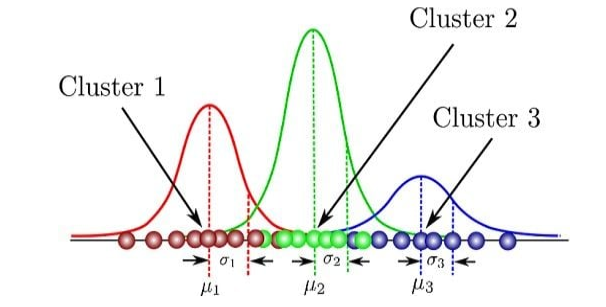 Cluster 2
Cluster 1
Cluster 3
σ₁ σ₂ σ₃
μ₁ μ₂ μ₃